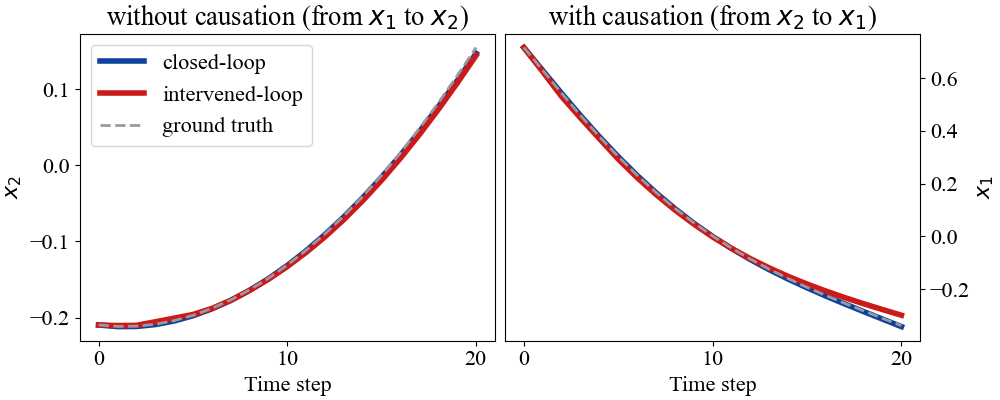 without causation (from x₁ to x₂)
with causation (from x₂ to x₁)
closed-loop
intervened-loop
ground truth
x₂
0.1
0.0
−0.1
−0.2
0
10
20
Time step
0
10
20
Time step
0.6
0.4
0.2
0.0
−0.2
x₁